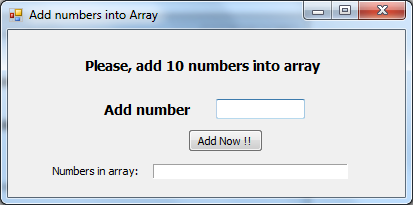 Add numbers into Array
Please, add 10 numbers into array
Add number
Add Now !!
Numbers in array: